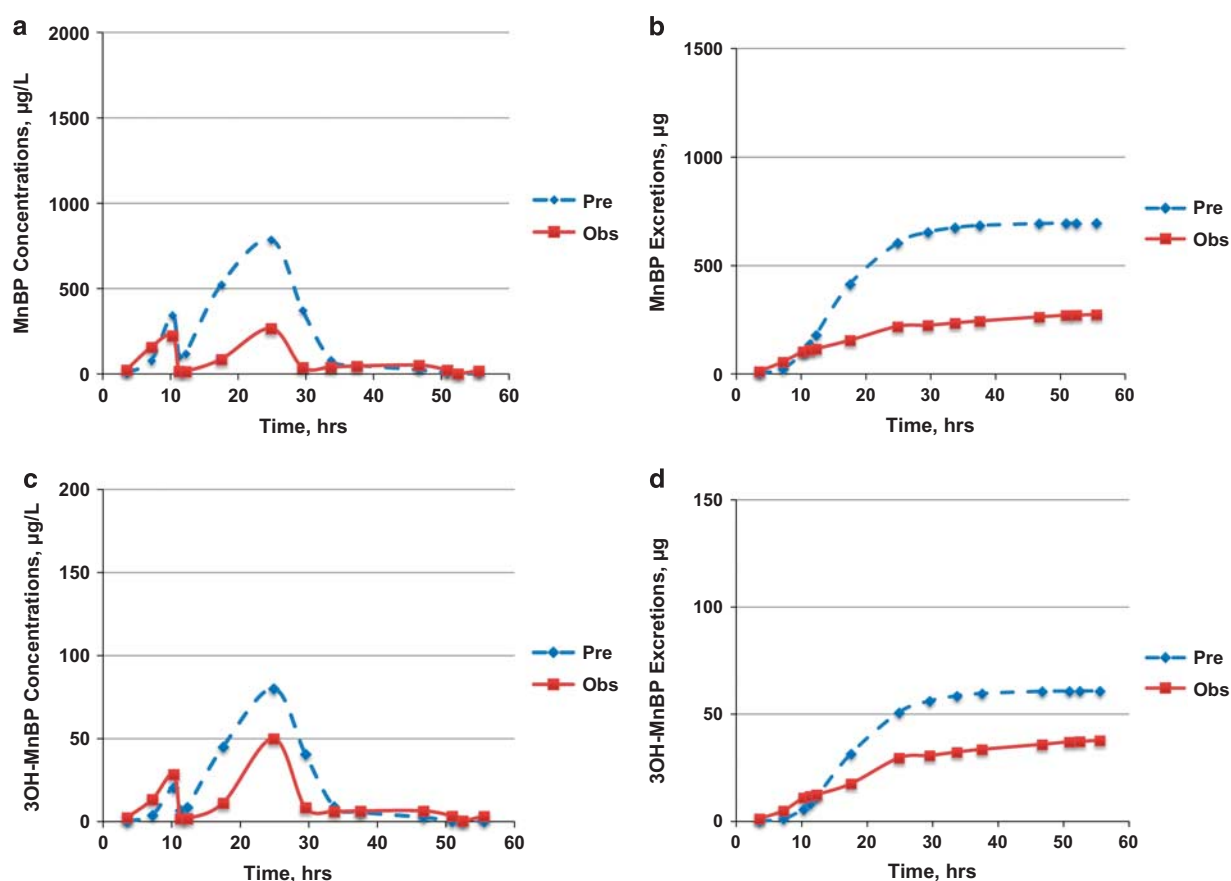 a
2000
1500
1000
500
0
MnBP Concentrations, µg/L
0 10 20 30 40 50 60
Time, hrs
Pre
Obs
b
1500
1000
500
0
MnBP Excretions, µg
0 10 20 30 40 50 60
Time, hrs
Pre
Obs
c
200
150
100
50
0
3OH-MnBP Concentrations, µg/L
0 10 20 30 40 50 60
Time, hrs
Pre
Obs
d
150
100
50
0
3OH-MnBP Excretions, µg
0 10 20 30 40 50 60
Time, hrs
Pre
Obs